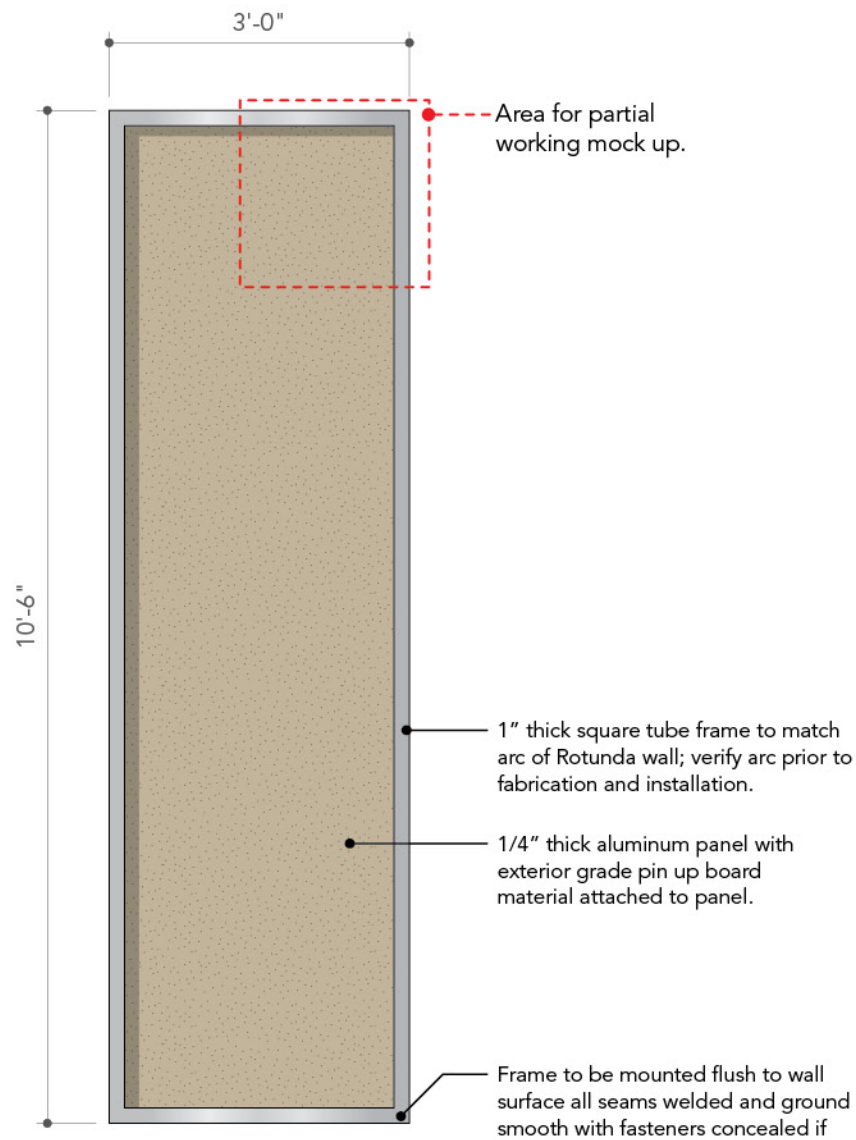 3'-0"
Area for partial
working mock up.
10'-6"
1” thick square tube frame to match
arc of Rotunda wall; verify arc prior to
fabrication and installation.
1/4” thick aluminum panel with
exterior grade pin up board
material attached to panel.
Frame to be mounted flush to wall
surface all seams welded and ground
smooth with fasteners concealed if